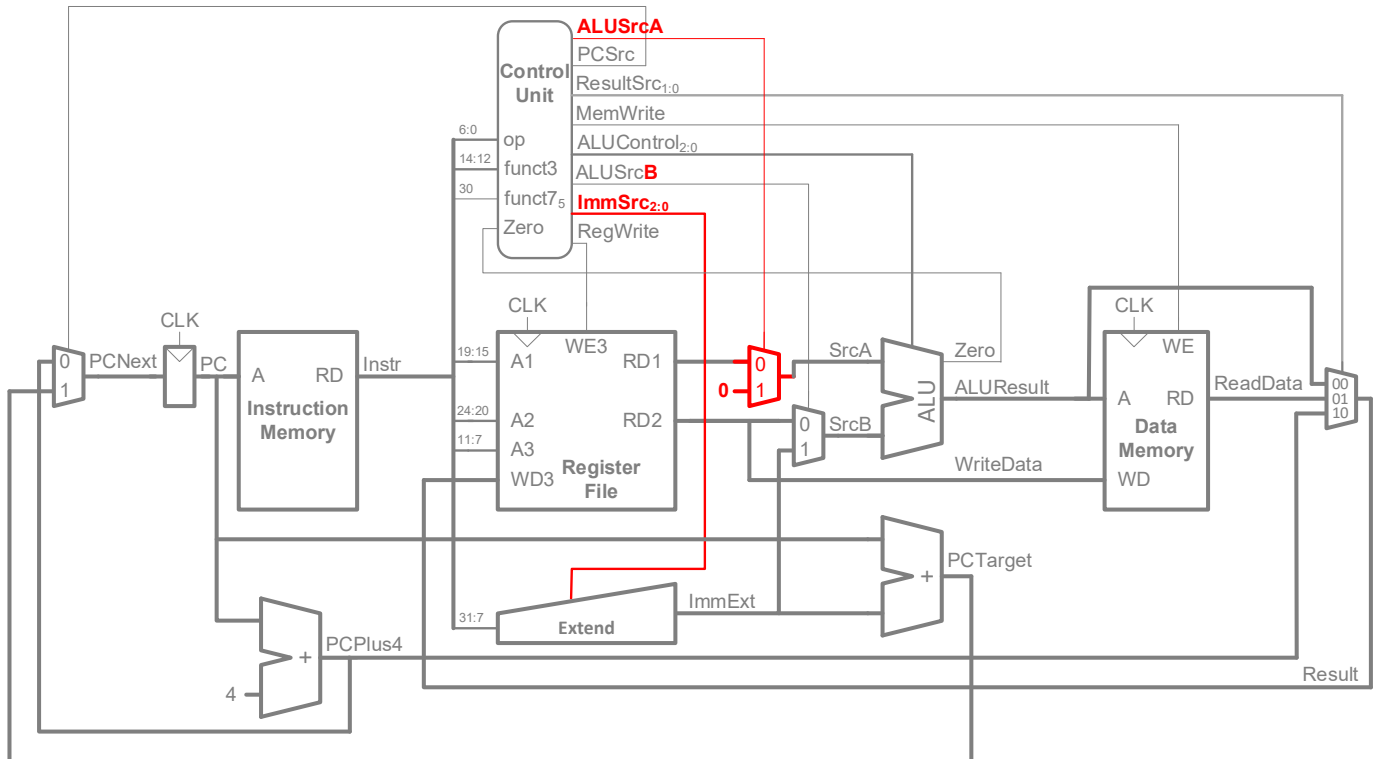 ALUSrcA
PCSrc
Control
Unit
ResultSrc1:0
MemWrite
6:0
op
ALUControl2:0
14:12
funct3
ALUSrcB
30
funct75
ImmSrc2:0
Zero
RegWrite
CLK
CLK
CLK
0
PCNext
PC
A
RD
Instr
19:15
A1
WE3
RD1
0
SrcA
Zero
WE
00
1
Instruction
Memory
0
1
ALU
ALUResult
A
RD
ReadData
01
10
24:20
A2
RD2
0
SrcB
Data
Memory
11:7
A3
1
Register
File
WD3
WriteData
WD
PCTarget
+
ImmExt
31:7
Extend
PCPlus4
+
4
Result